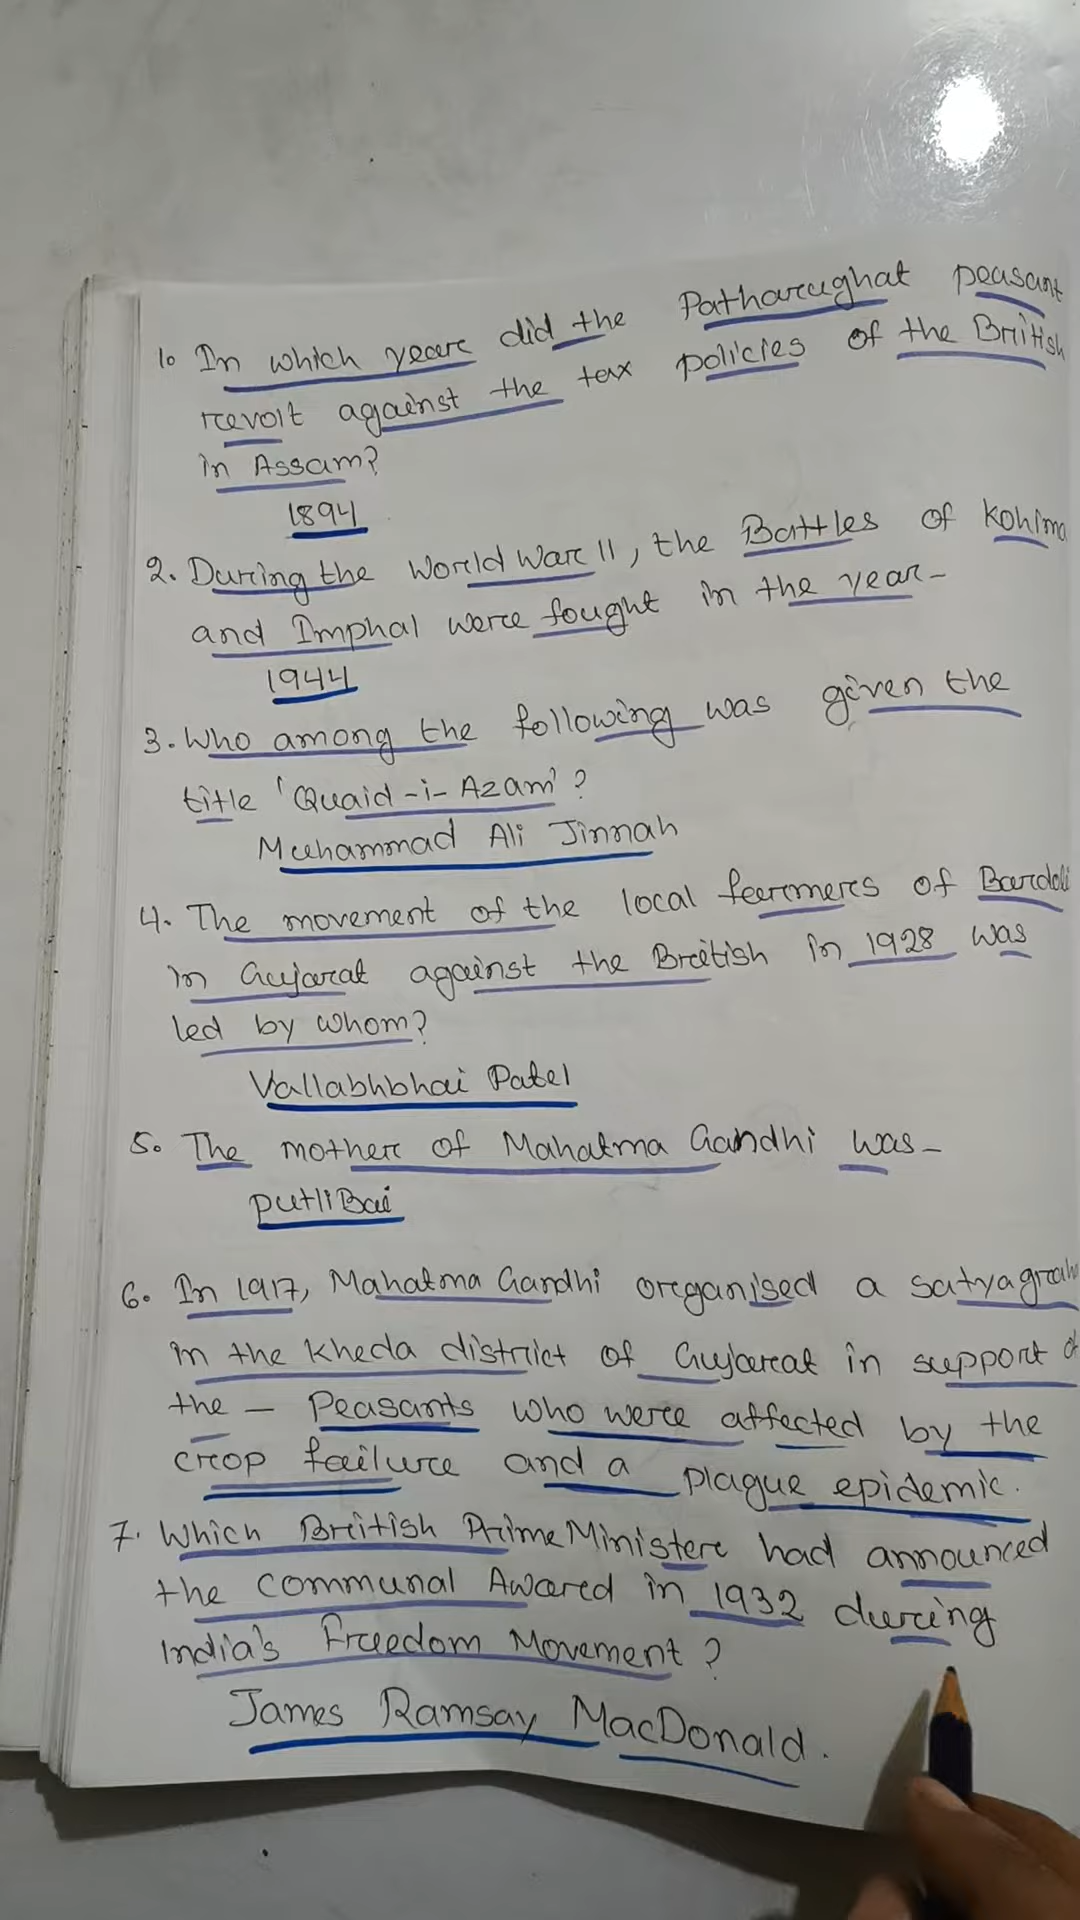 1. In which year did the Patharughat peasant
revolt against the tax policies of the British
in Assam?
1894
2. During the World War II, the Battles of Kohima
and Imphal were fought in the year-
1944
3. Who among the following was given the
title 'Quaid-i-Azam'?
Muhammad Ali Jinnah
4. The movement of the local farmers of Bardoli
in Gujarat against the British in 1928 was
led by whom?
Vallabhbhai Patel
5. The mother of Mahatma Gandhi was-
putliBai
6. In 1917, Mahatma Gandhi organised a satyagrah
in the kheda district of Gujarat in support of
the - Peasants who were affected by the
crop failure and a plague epidemic.
7. Which British Prime Minister had announced
the communal Award in 1932 during
India's Freedom Movement?
James Ramsay MacDonald.